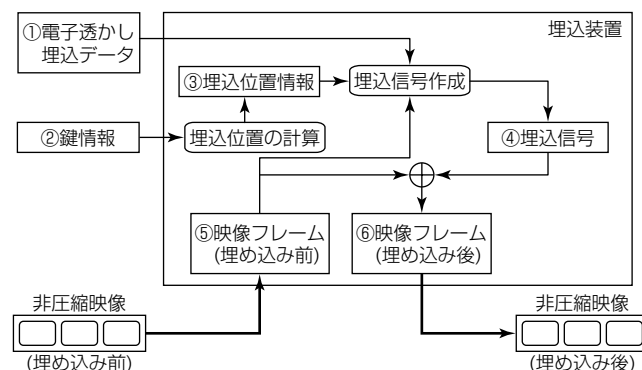 ①電子透かし
埋込データ
埋込装置
③埋込位置情報
埋込信号作成
②鍵情報
埋込位置の計算
④埋込信号
⑤映像フレーム
(埋め込み前)
⑥映像フレーム
(埋め込み後)
非圧縮映像
(埋め込み前)
非圧縮映像
(埋め込み後)